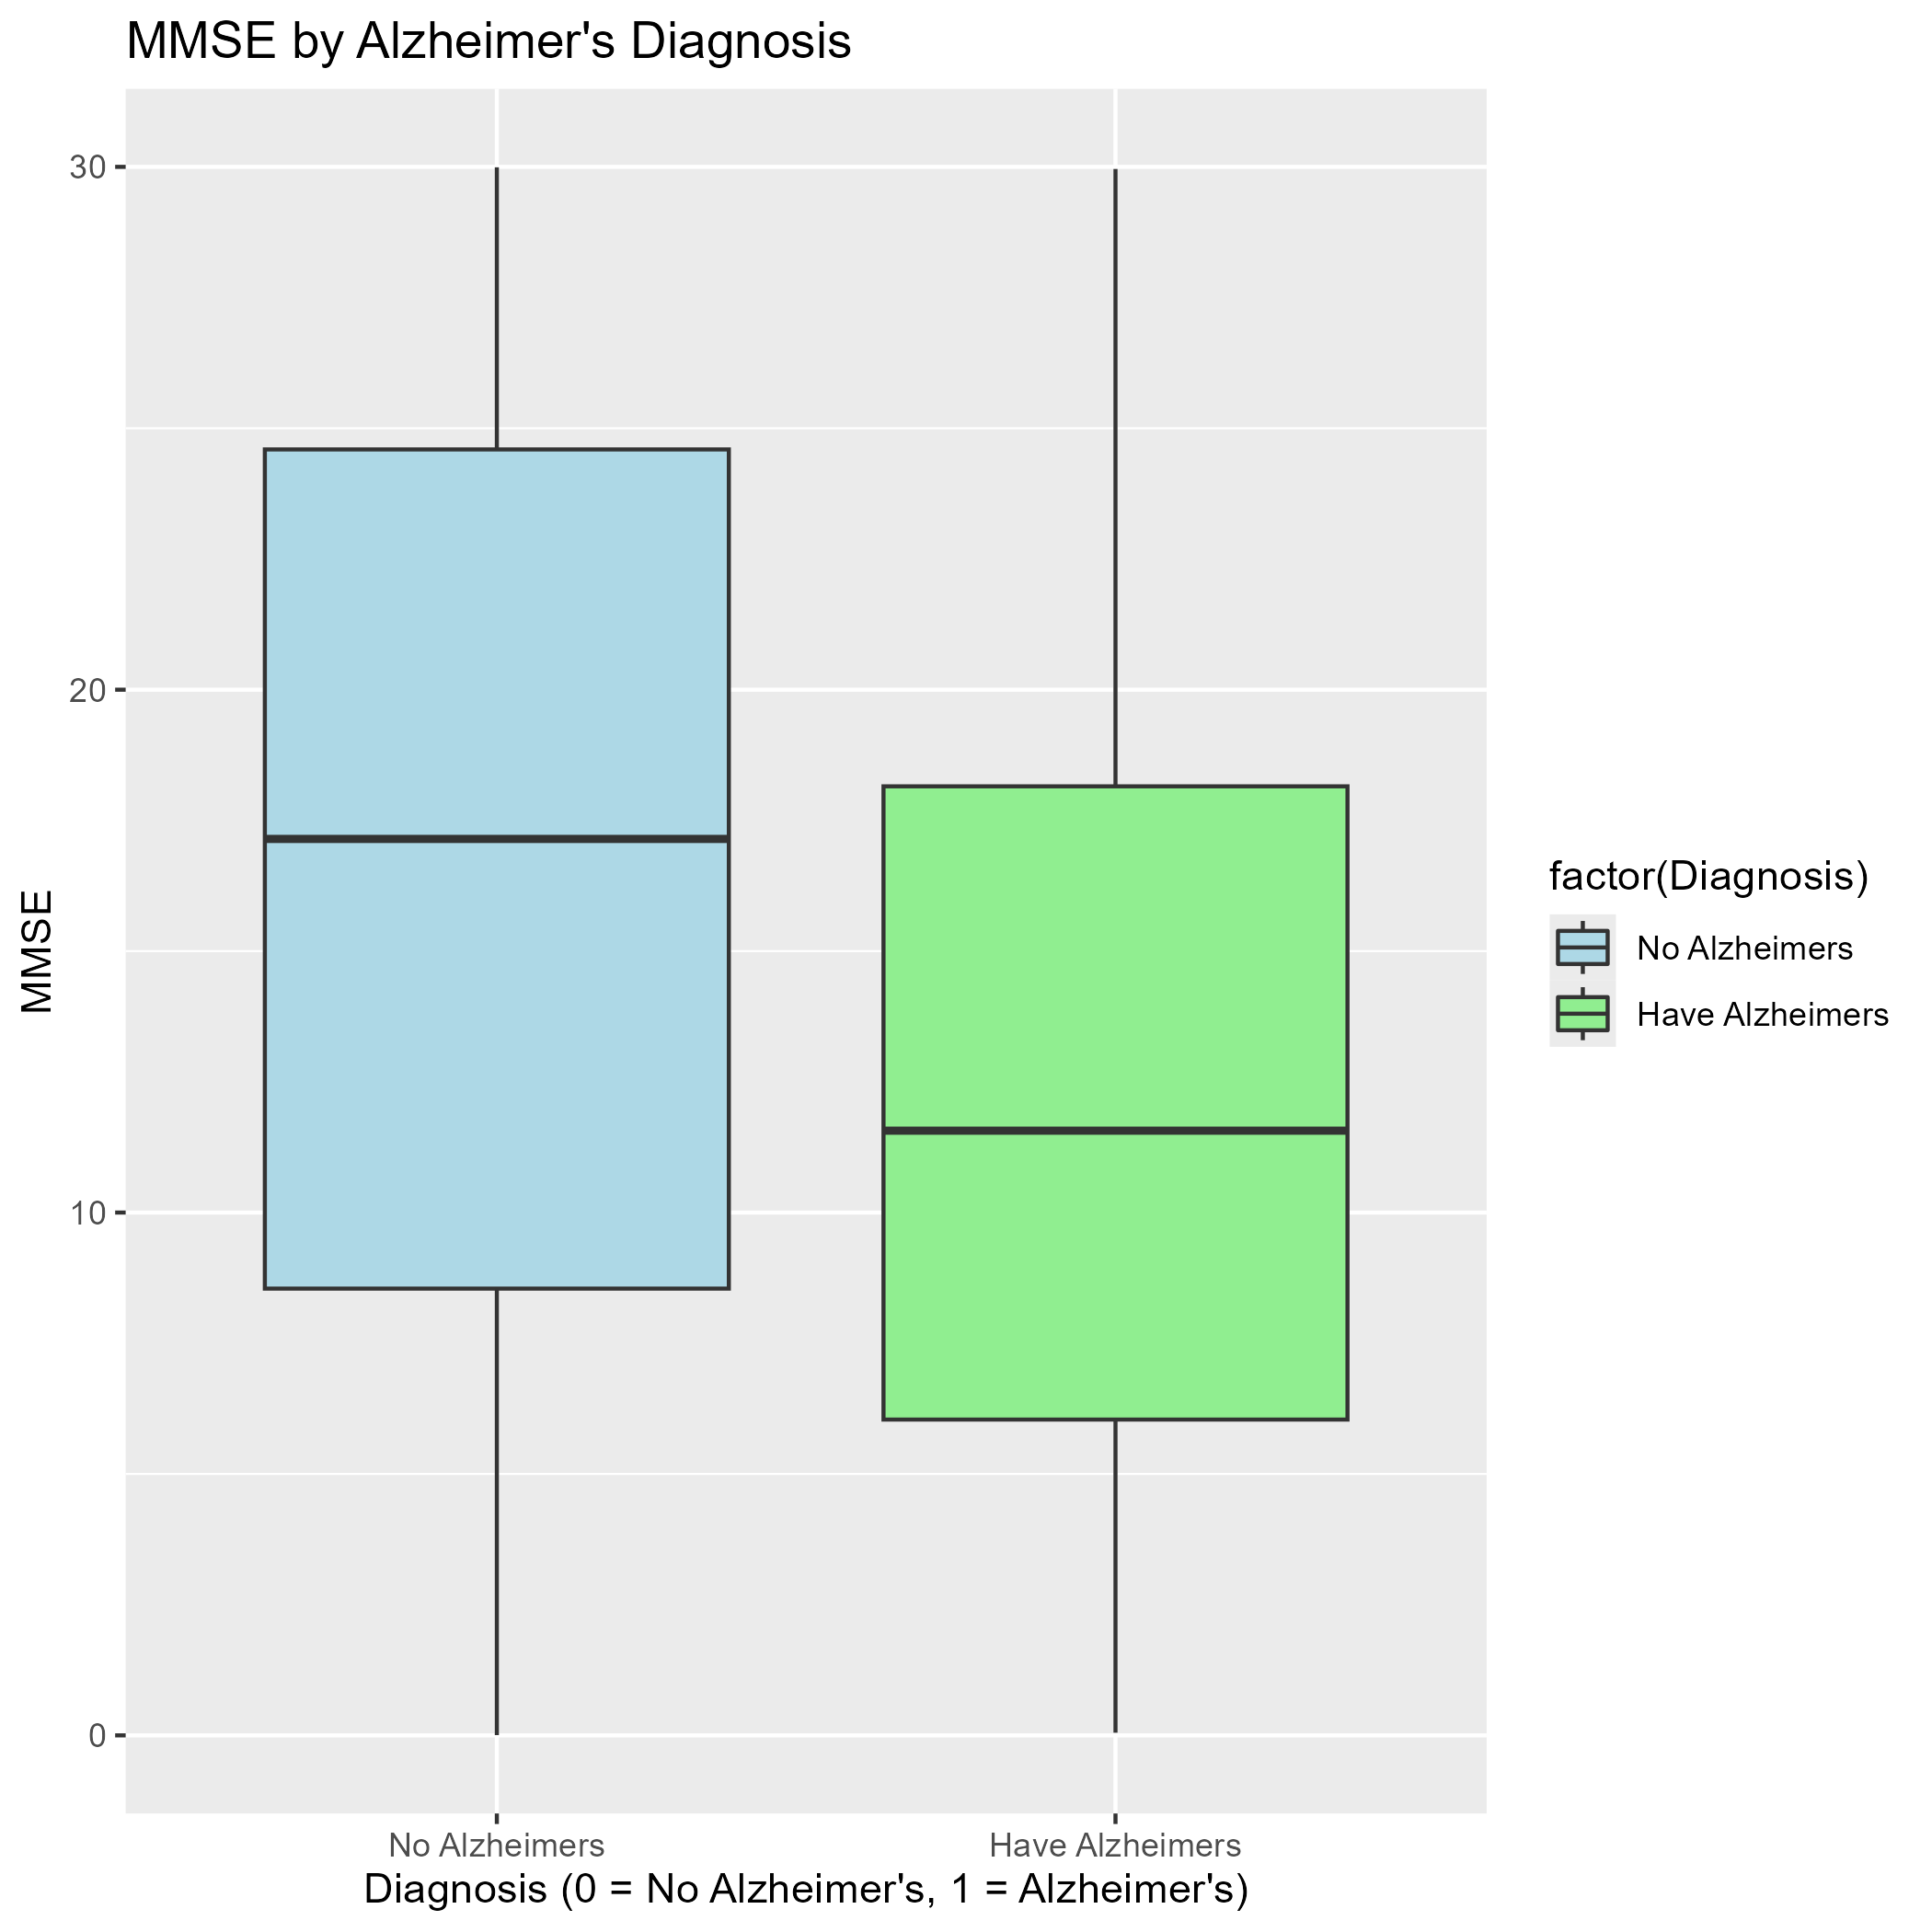 MMSE by Alzheimer's Diagnosis
30
20
10
0
MMSE
No Alzheimers
Have Alzheimers
Diagnosis (0 = No Alzheimer's, 1 = Alzheimer's)
factor(Diagnosis)
No Alzheimers
Have Alzheimers